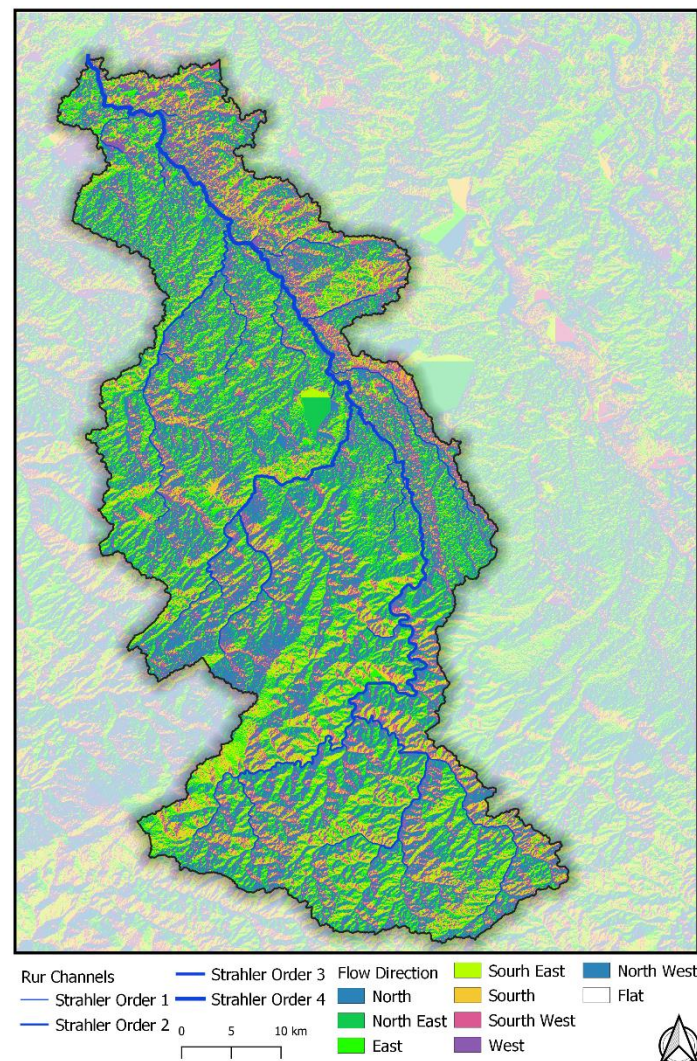 Rur Channels
Strahler Order 1
Strahler Order 2
Strahler Order 3
Strahler Order 4
0 5 10 km
Flow Direction
North
North East
East
Sourh East
Sourth
Sourth West
West
North West
Flat